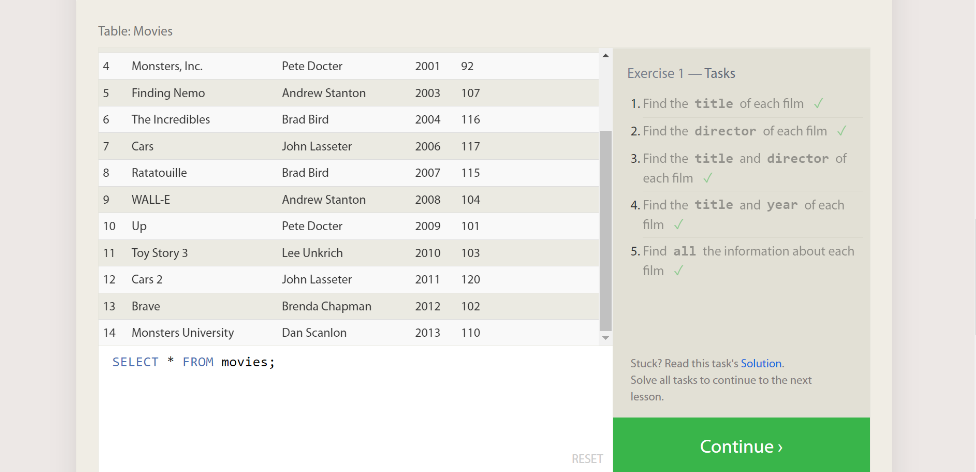 Table: Movies
4 Monsters, Inc. Pete Docter 2001 92
5 Finding Nemo Andrew Stanton 2003 107
6 The Incredibles Brad Bird 2004 116
7 Cars John Lasseter 2006 117
8 Ratatouille Brad Bird 2007 115
9 WALL-E Andrew Stanton 2008 104
10 Up Pete Docter 2009 101
11 Toy Story 3 Lee Unkrich 2010 103
12 Cars 2 John Lasseter 2011 120
13 Brave Brenda Chapman 2012 102
14 Monsters University Dan Scanlon 2013 110
SELECT * FROM movies;
RESET
Exercise 1 — Tasks
1. Find the title of each film ✓
2. Find the director of each film ✓
3. Find the title and director of
each film ✓
4. Find the title and year of each
film ✓
5. Find all the information about each
film ✓
Stuck? Read this task's Solution.
Solve all tasks to continue to the next
lesson.
Continue ›